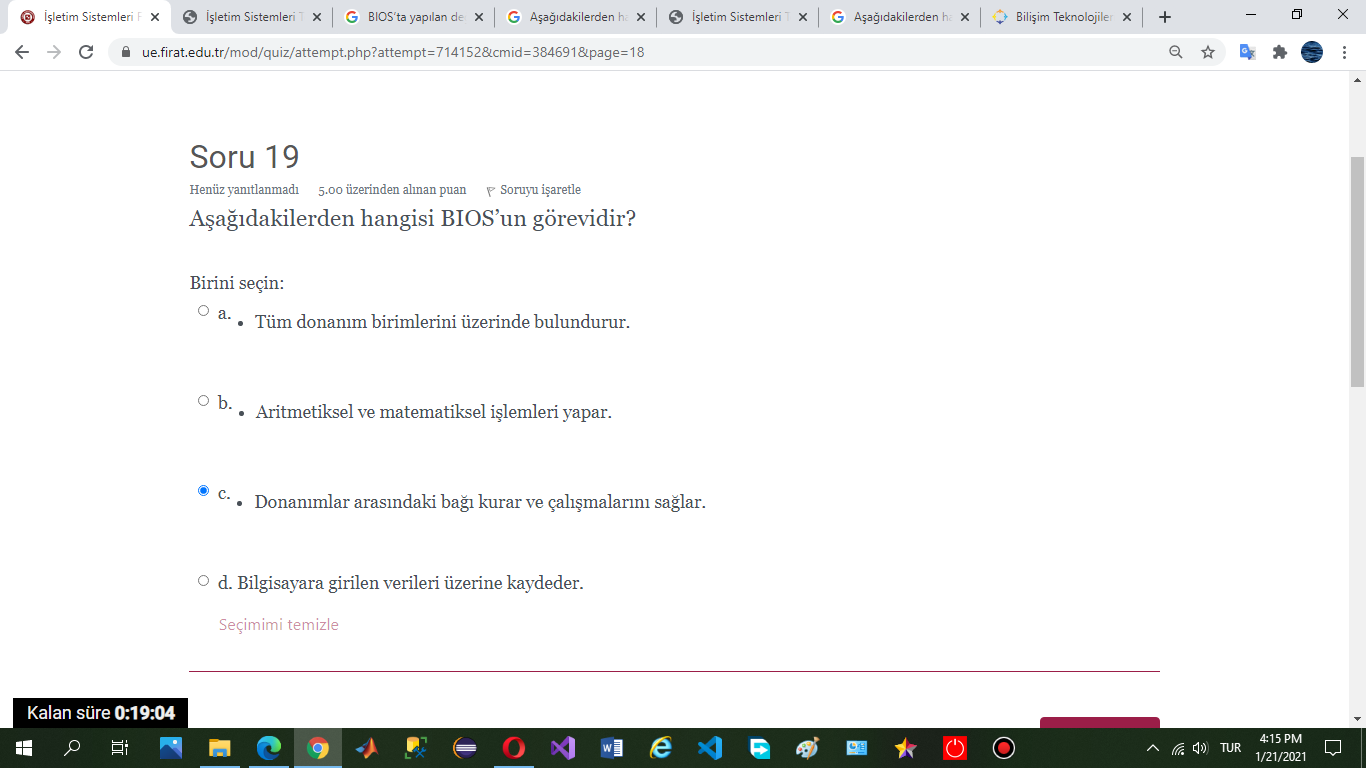 İşletim Sistemleri F
İşletim Sistemleri T
BIOS'ta yapılan de
Aşağıdakilerden ha
İşletim Sistemleri T
Aşağıdakilerden ha
Bilişim Teknolojiler
ue.firat.edu.tr/mod/quiz/attempt.php?attempt=714152&cmid=384691&page=18
Soru 19
Henüz yanıtlanmadı 5.00 üzerinden alınan puan Soruyu işaretle
Aşağıdakilerden hangisi BIOS’un görevidir?
Birini seçin:
a. • Tüm donanım birimlerini üzerinde bulundurur.
b. • Aritmetiksel ve matematiksel işlemleri yapar.
c. • Donanımlar arasındaki bağı kurar ve çalışmalarını sağlar.
d. Bilgisayara girilen verileri üzerine kaydeder.
Seçimimi temizle
Kalan süre 0:19:04
TUR
4:15 PM
1/21/2021